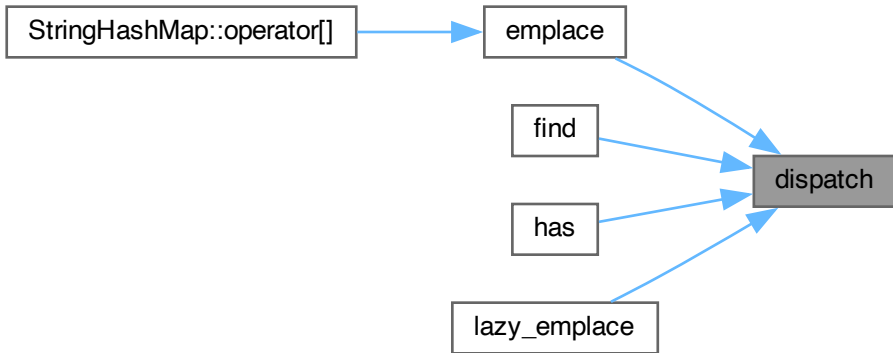 StringHashMap::operator[]
emplace
find
has
lazy_emplace
dispatch